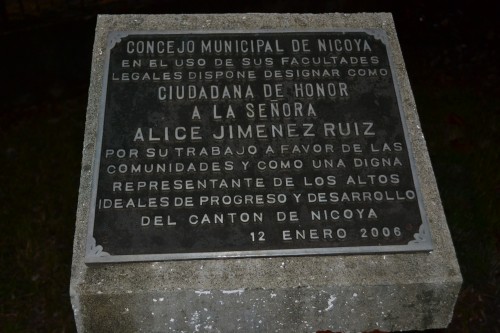 CONCEJO MUNICIPAL DE NICOYA
EN EL USO DE SUS FACULTADES
LEGALES DISPONE DESIGNAR COMO
CIUDADANA DE HONOR
A LA SEÑORA
ALICE JIMENEZ RUIZ
POR SU TRABAJO A FAVOR DE LAS
COMUNIDADES Y COMO UNA DIGNA
REPRESENTANTE DE LOS ALTOS
IDEALES DE PROGRESO Y DESARROLLO
DEL CANTON DE NICOYA
12 ENERO 2006